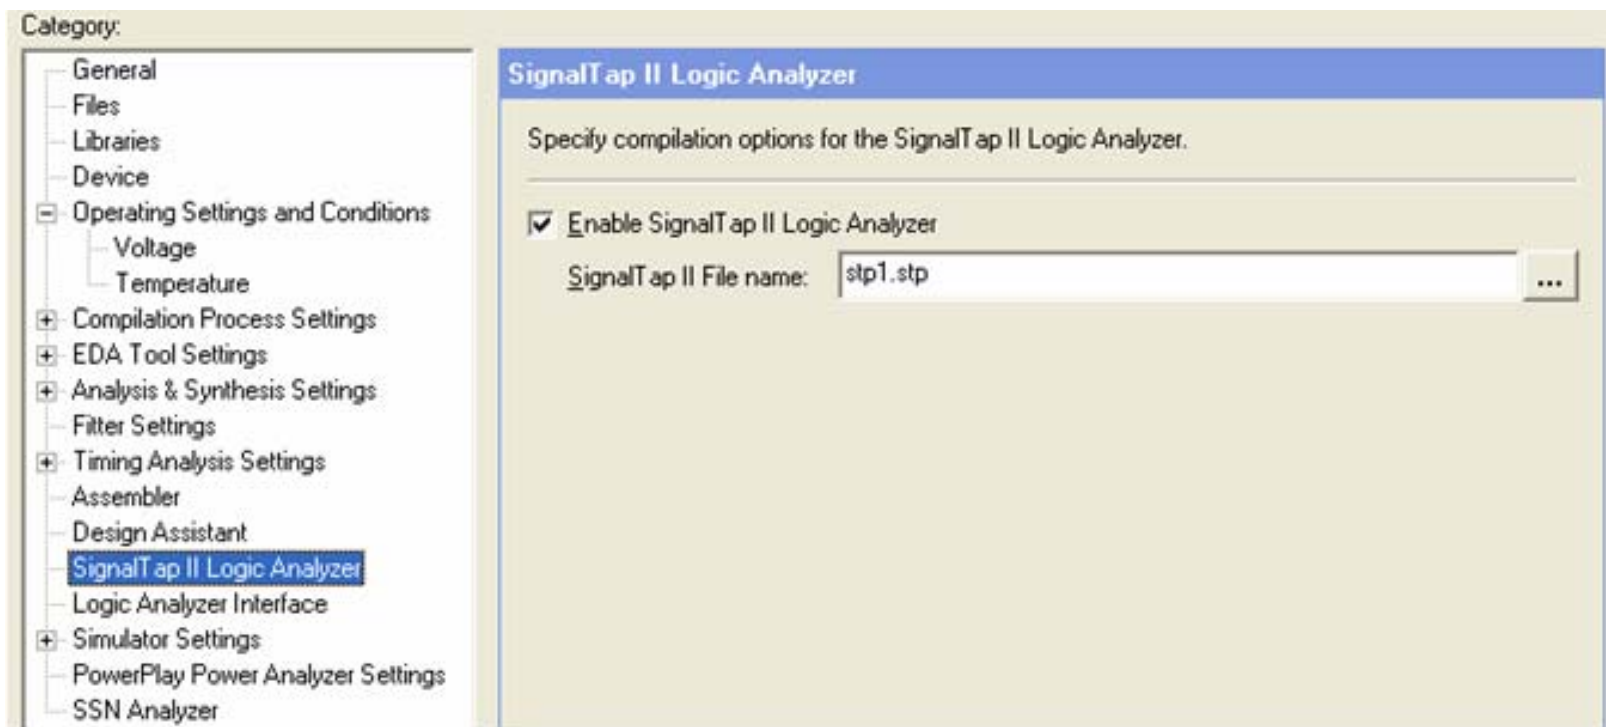 Category:
General
Files
Libraries
Device
Operating Settings and Conditions
Voltage
Temperature
Compilation Process Settings
EDA Tool Settings
Analysis & Synthesis Settings
Fitter Settings
Timing Analysis Settings
Assembler
Design Assistant
SignalTap II Logic Analyzer
Logic Analyzer Interface
Simulator Settings
PowerPlay Power Analyzer Settings
SSN Analyzer
SignalTap II Logic Analyzer
Specify compilation options for the SignalTap II Logic Analyzer.
Enable SignalTap II Logic Analyzer
SignalTap II File name: stp1.stp ...